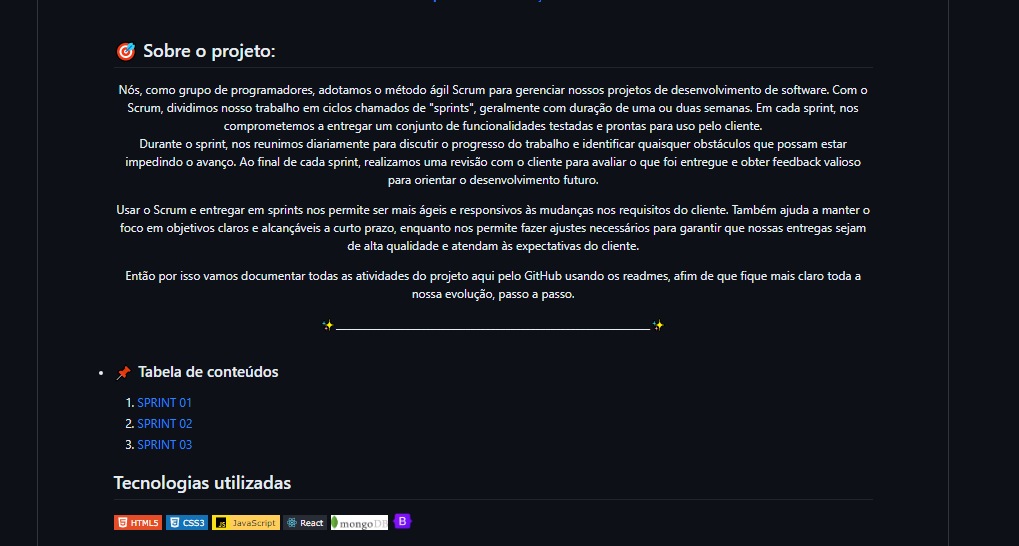 Sobre o projeto:
Nós, como grupo de programadores, adotamos o método ágil Scrum para gerenciar nossos projetos de desenvolvimento de software. Com o
Scrum, dividimos nosso trabalho em ciclos chamados de "sprints", geralmente com duração de uma ou duas semanas. Em cada sprint, nos
comprometemos a entregar um conjunto de funcionalidades testadas e prontas para uso pelo cliente.
Durante o sprint, nos reunimos diariamente para discutir o progresso do trabalho e identificar quaisquer obstáculos que possam estar
impedindo o avanço. Ao final de cada sprint, realizamos uma revisão com o cliente para avaliar o que foi entregue e obter feedback valioso
para orientar o desenvolvimento futuro.
Usar o Scrum e entregar em sprints nos permite ser mais ágeis e responsivos às mudanças nos requisitos do cliente. Também ajuda a manter o
foco em objetivos claros e alcançáveis a curto prazo, enquanto nos permite fazer ajustes necessários para garantir que nossas entregas sejam
de alta qualidade e atendam às expectativas do cliente.
Então por isso vamos documentar todas as atividades do projeto aqui pelo GitHub usando os readmes, afim de que fique mais claro toda a
nossa evolução, passo a passo.
Tabela de conteúdos
1. SPRINT 01
2. SPRINT 02
3. SPRINT 03
Tecnologias utilizadas
HTML5 CSS3 JS JavaScript React mongoDB B